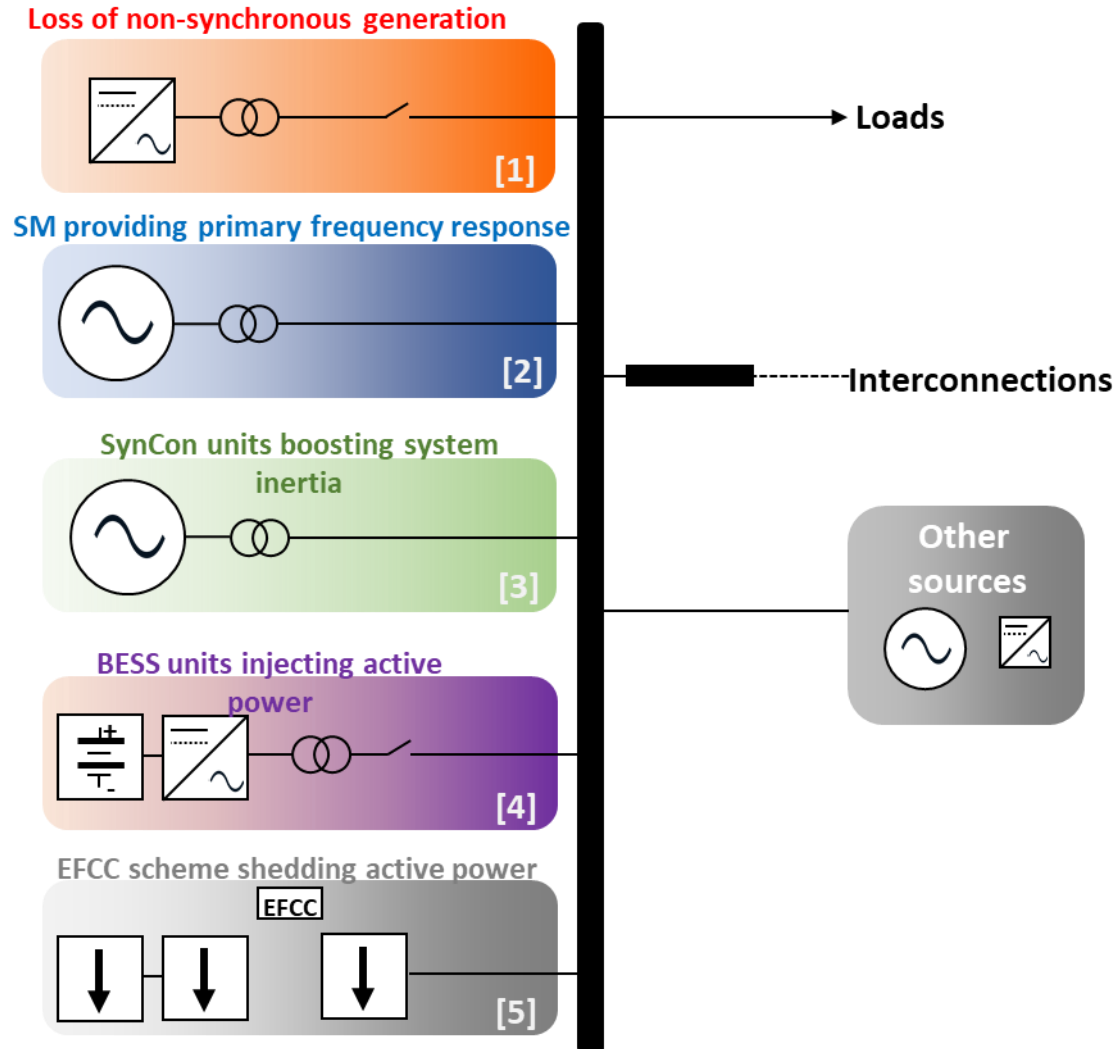 Loss of non-synchronous generation
[1]
Loads
SM providing primary frequency response
[2]
Interconnections
SynCon units boosting system
inertia
[3]
Other
sources
BESS units injecting active
power
+
-
[4]
EFCC scheme shedding active power
EFCC
[5]